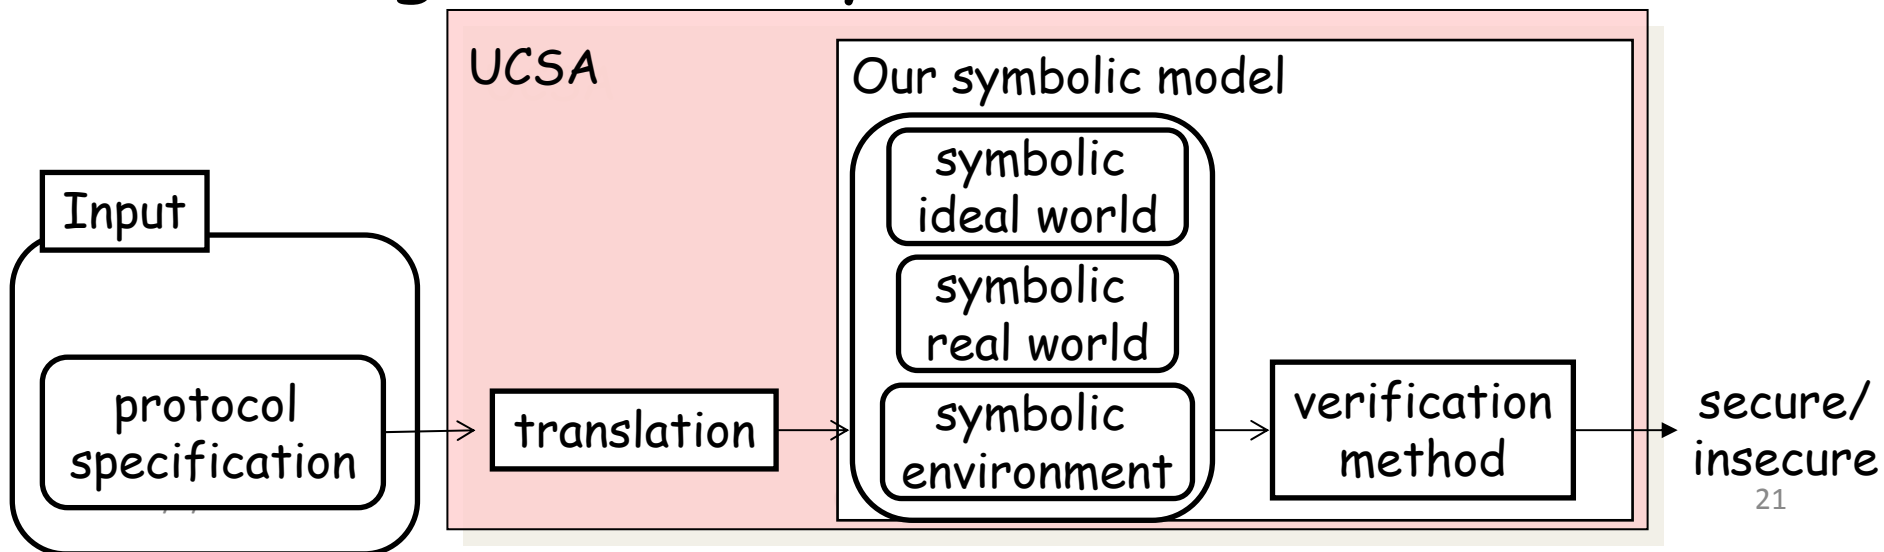 UCSA
Our symbolic model
symbolic
ideal world
Input
symbolic
real world
protocol
specification
translation
symbolic
environment
verification
method
secure/
insecure
21